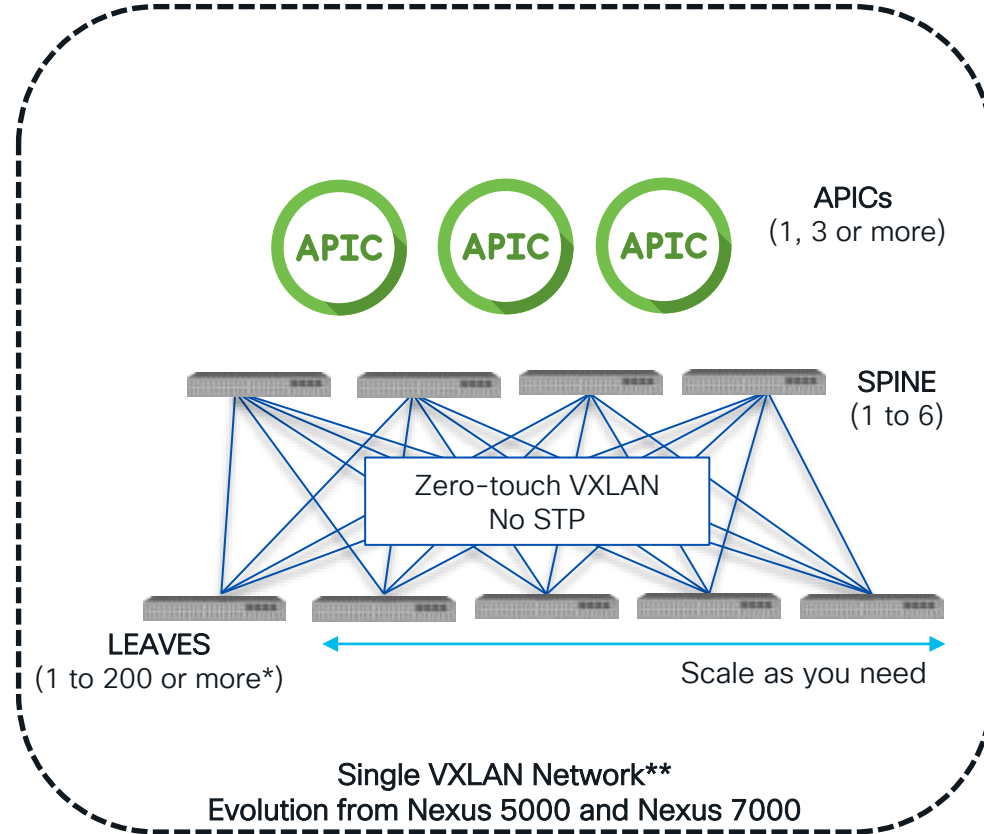 APIC APIC APIC
APICs
(1, 3 or more)
SPINE
(1 to 6)
Zero-touch VXLAN
No STP
LEAVES
(1 to 200 or more*)
Scale as you need
Single VXLAN Network**
Evolution from Nexus 5000 and Nexus 7000